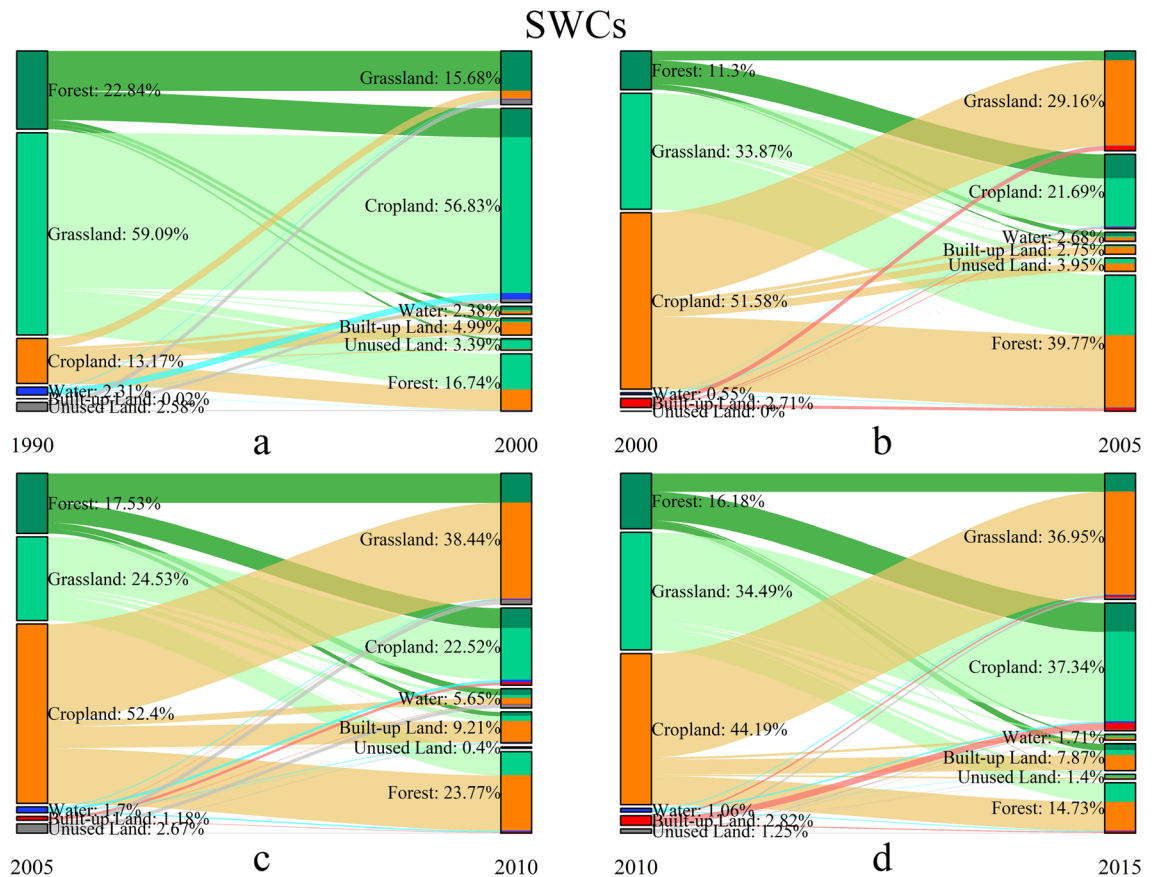 SWCs
Forest: 22.84%
Grassland: 59.09%
Cropland: 13.17%
Water: 2.31%
Built-up Land: 0.02%
Unused Land: 2.58%
Grassland: 15.68%
Cropland: 56.83%
Water: 2.38%
Built-up Land: 4.99%
Unused Land: 3.39%
Forest: 16.74%
1990
a
2000
Forest: 11.3%
Grassland: 33.87%
Cropland: 51.58%
Water: 0.55%
Built-up Land: 2.71%
Unused Land: 0%
Grassland: 29.16%
Cropland: 21.69%
Water: 2.68%
Built-up Land: 2.75%
Unused Land: 3.95%
Forest: 39.77%
2000
b
2005
Forest: 17.53%
Grassland: 24.53%
Cropland: 52.4%
Water: 1.7%
Built-up Land: 1.18%
Unused Land: 2.67%
Grassland: 38.44%
Cropland: 22.52%
Water: 5.65%
Built-up Land: 9.21%
Unused Land: 0.4%
Forest: 23.77%
2005
c
2010
Forest: 16.18%
Grassland: 34.49%
Cropland: 44.19%
Water: 1.06%
Built-up Land: 2.82%
Unused Land: 1.25%
Grassland: 36.95%
Cropland: 37.34%
Water: 1.71%
Built-up Land: 7.87%
Unused Land: 1.4%
Forest: 14.73%
2010
d
2015